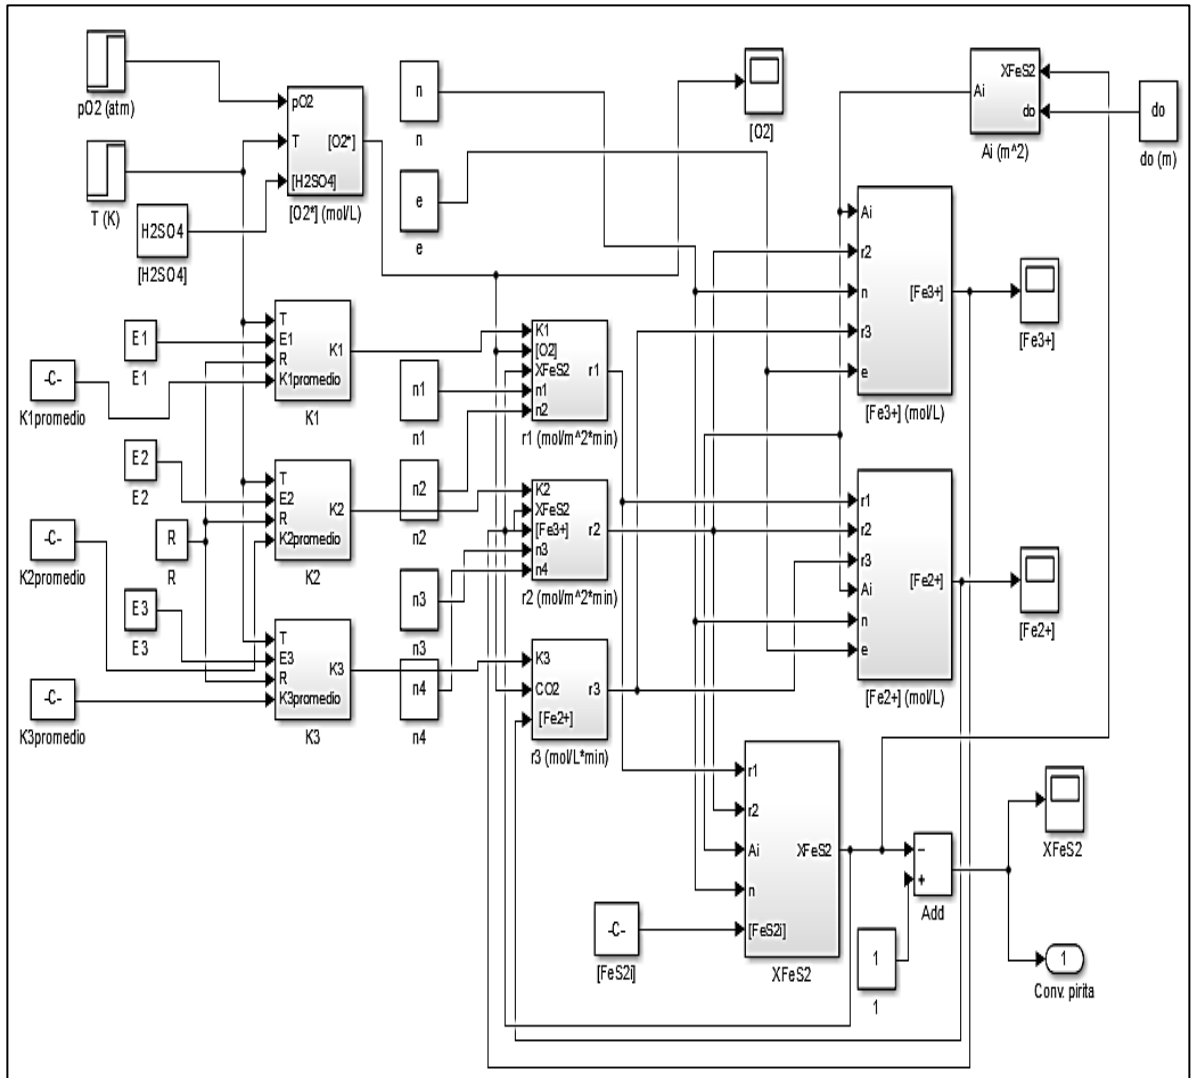 pO2 (atm)
T (K)
H2SO4
[H2SO4]
pO2
T
[H2SO4]
[O2*]
[O2*] (mol/L)
n
n
e
e
[O2]
XFeS2
do
Ai
Ai (m^2)
do
do (m)
E1
E1
-C-
K1promedio
T
E1
R
K1promedio
K1
K1
E2
E2
-C-
K2promedio
R
R
T
E2
R
K2promedio
K2
K2
E3
E3
-C-
K3promedio
T
E3
R
K3promedio
K3
K3
n1
n1
n2
n2
n3
n3
n4
n4
K1
[O2]
XFeS2
n1
n2
r1
r1 (mol/m^2*min)
K2
XFeS2
[Fe3+]
n3
n4
r2
r2 (mol/m^2*min)
K3
CO2
[Fe2+]
r3
r3 (mol/L*min)
Ai
r2
n
r3
e
[Fe3+]
[Fe3+] (mol/L)
[Fe3+]
r1
r2
r3
Ai
n
e
[Fe2+]
[Fe2+] (mol/L)
[Fe2+]
-C-
[FeS2i]
r1
r2
Ai
n
[FeS2i]
XFeS2
XFeS2
1
1
−
+
Add
XFeS2
1
Conv. pirita